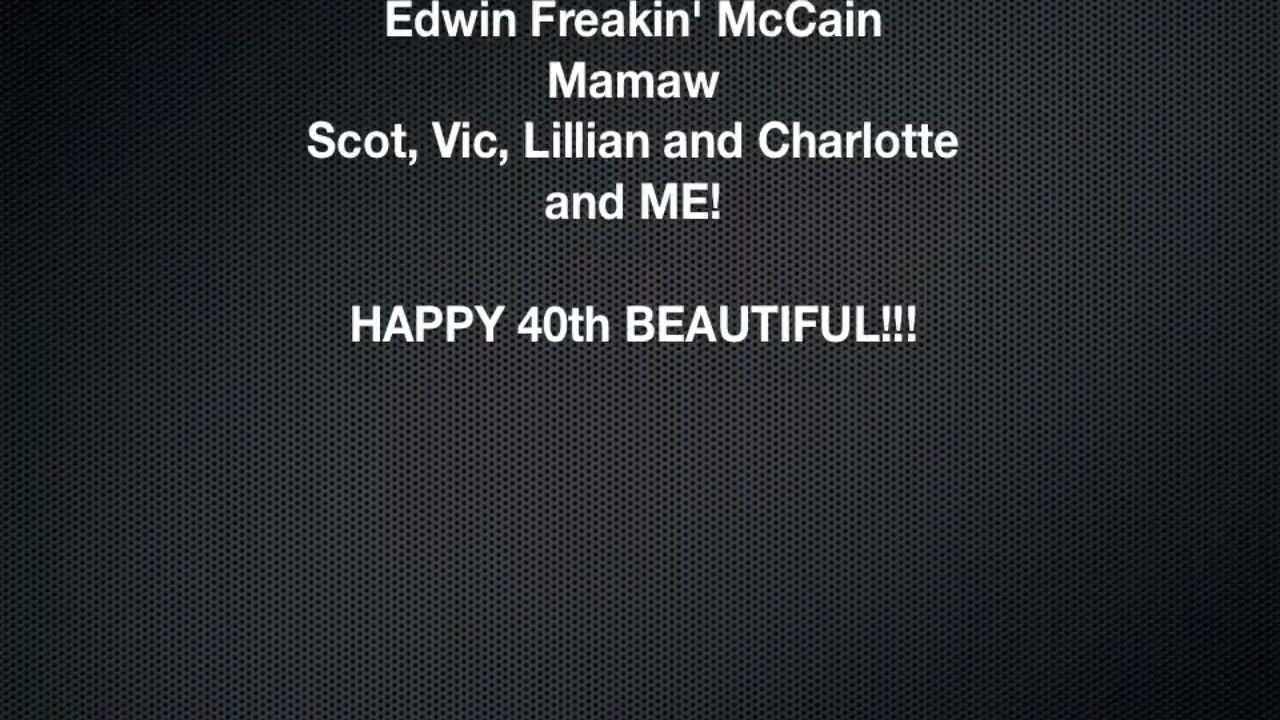 Edwin Freakin' McCain
Mamaw
Scot, Vic, Lillian and Charlotte
and ME!
HAPPY 40th BEAUTIFUL!!!